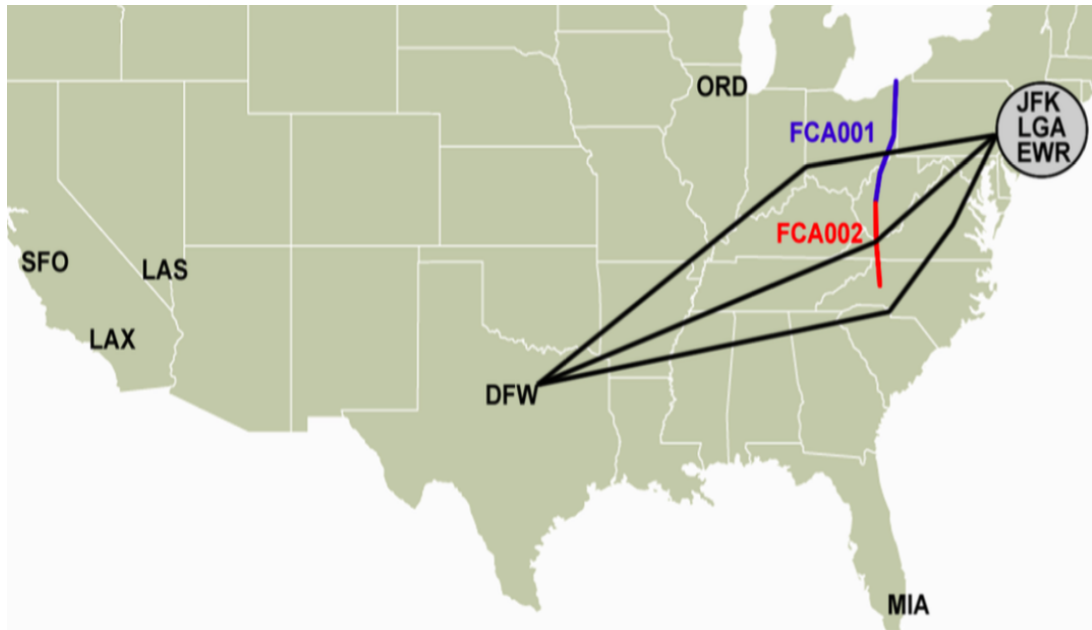 ORD
JFK
LGA
EWR
FCA001
FCA002
SFO
LAS
LAX
DFW
MIA